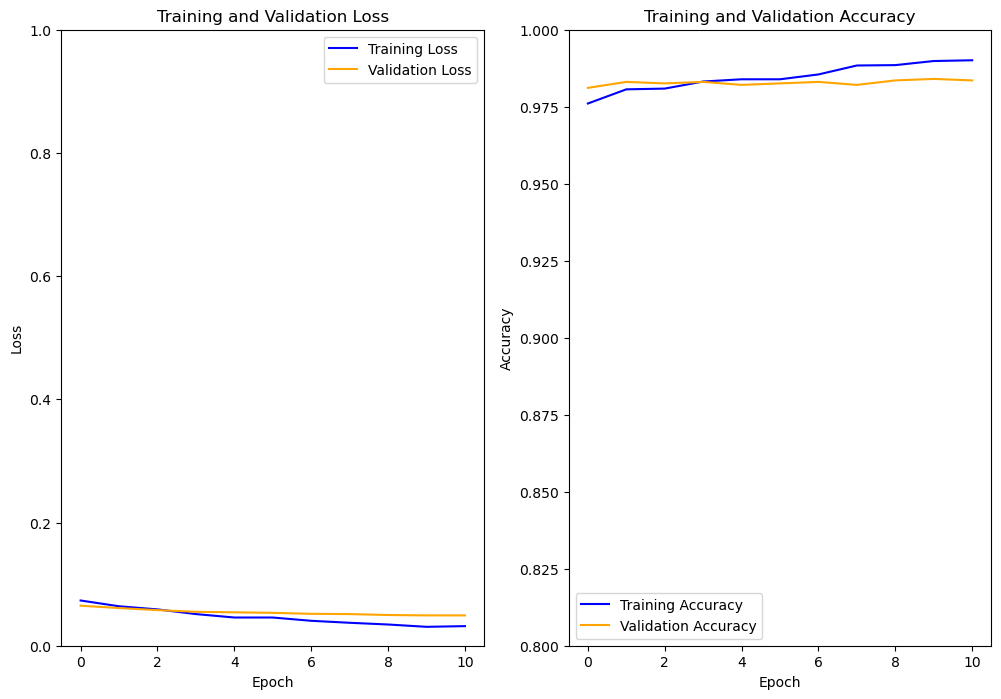 Training and Validation Loss
1.0
0.8
0.6
0.4
0.2
0.0
Loss
Training Loss
Validation Loss
0 2 4 6 8 10
Epoch
Training and Validation Accuracy
1.000
0.975
0.950
0.925
0.900
0.875
0.850
0.825
0.800
Accuracy
Training Accuracy
Validation Accuracy
0 2 4 6 8 10
Epoch